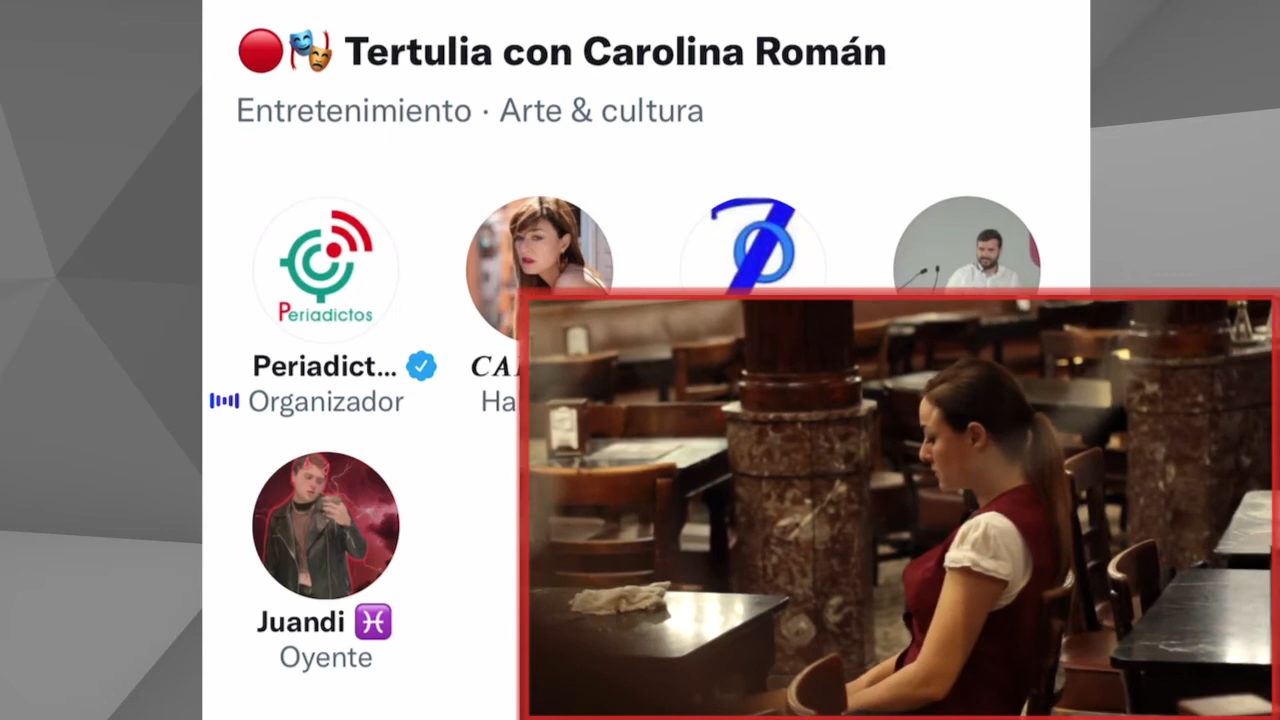 Tertulia con Carolina Román
Entretenimiento · Arte & cultura
Periadictos
Periadict...
Organizador
Juandi
Oyente